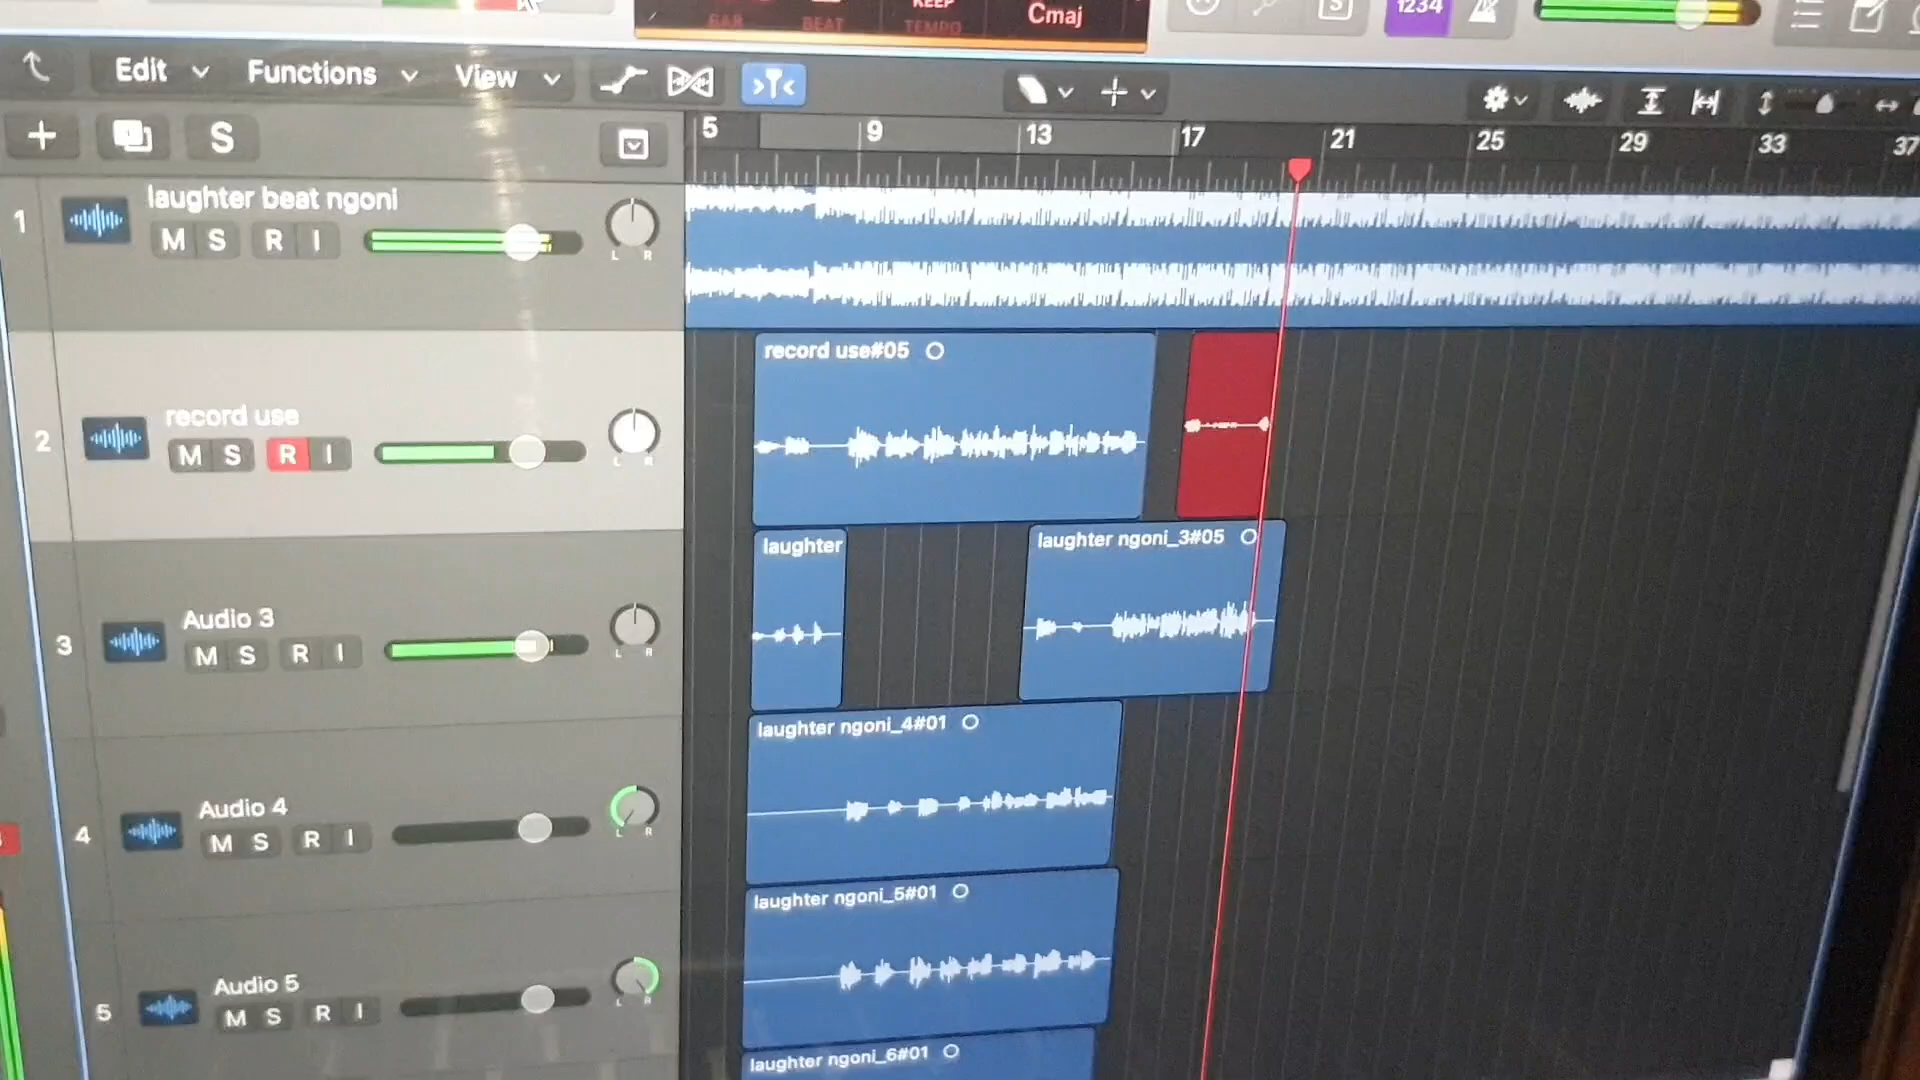 BAR BEAT KEEP TEMPO Cmaj
1234
Edit Functions View
S
5 9 13 17 21 25 29 33 37
1 laughter beat ngoni
M S R I
L R
record use#05
2 record use
M S R I
L R
laughter
laughter ngoni_3#05
3 Audio 3
M S R I
L R
laughter ngoni_4#01
4 Audio 4
M S R I
L R
laughter ngoni_5#01
5 Audio 5
M S R I
L R
laughter ngoni_6#01